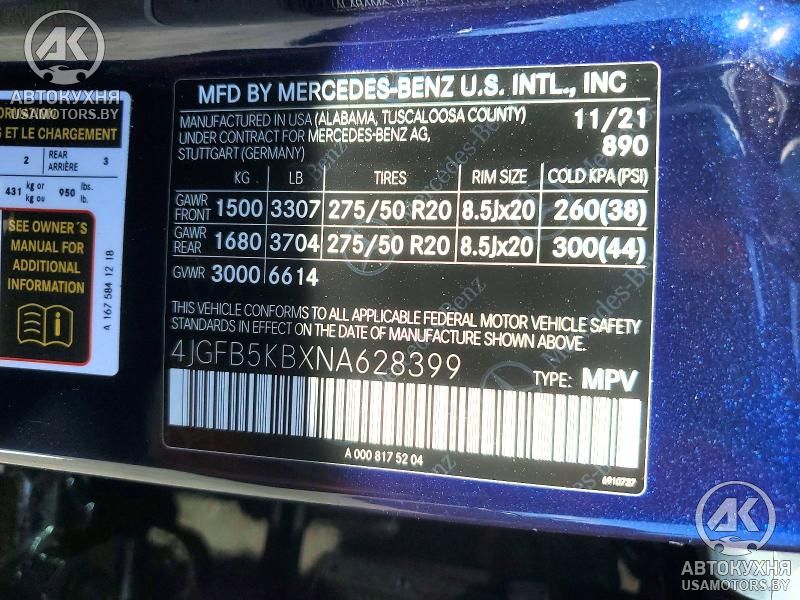 АВТОКУХНЯ
USAMOTORS.BY
ET LE CHARGEMENT
2 REAR ARRIÈRE 3
431 kg or kg ou 950 lbs. lb.
SEE OWNER'S
MANUAL FOR
ADDITIONAL
INFORMATION
A 167 584 12 18
MFD BY MERCEDES-BENZ U.S. INTL., INC
MANUFACTURED IN USA (ALABAMA, TUSCALOOSA COUNTY) 11/21
UNDER CONTRACT FOR MERCEDES-BENZ AG, 890
STUTTGART (GERMANY)
KG LB TIRES RIM SIZE COLD KPA(PSI)
GAWR FRONT 1500 3307 275/50 R20 8.5Jx20 260(38)
GAWR REAR 1680 3704 275/50 R20 8.5Jx20 300(44)
GVWR 3000 6614
THIS VEHICLE CONFORMS TO ALL APPLICABLE FEDERAL MOTOR VEHICLE SAFETY
STANDARDS IN EFFECT ON THE DATE OF MANUFACTURE SHOWN ABOVE.
4JGFB5KBXNA628399
TYPE: MPV
A 000 817 52 04
6910737
Mercedes-Benz
АВТОКУХНЯ
USAMOTORS.BY